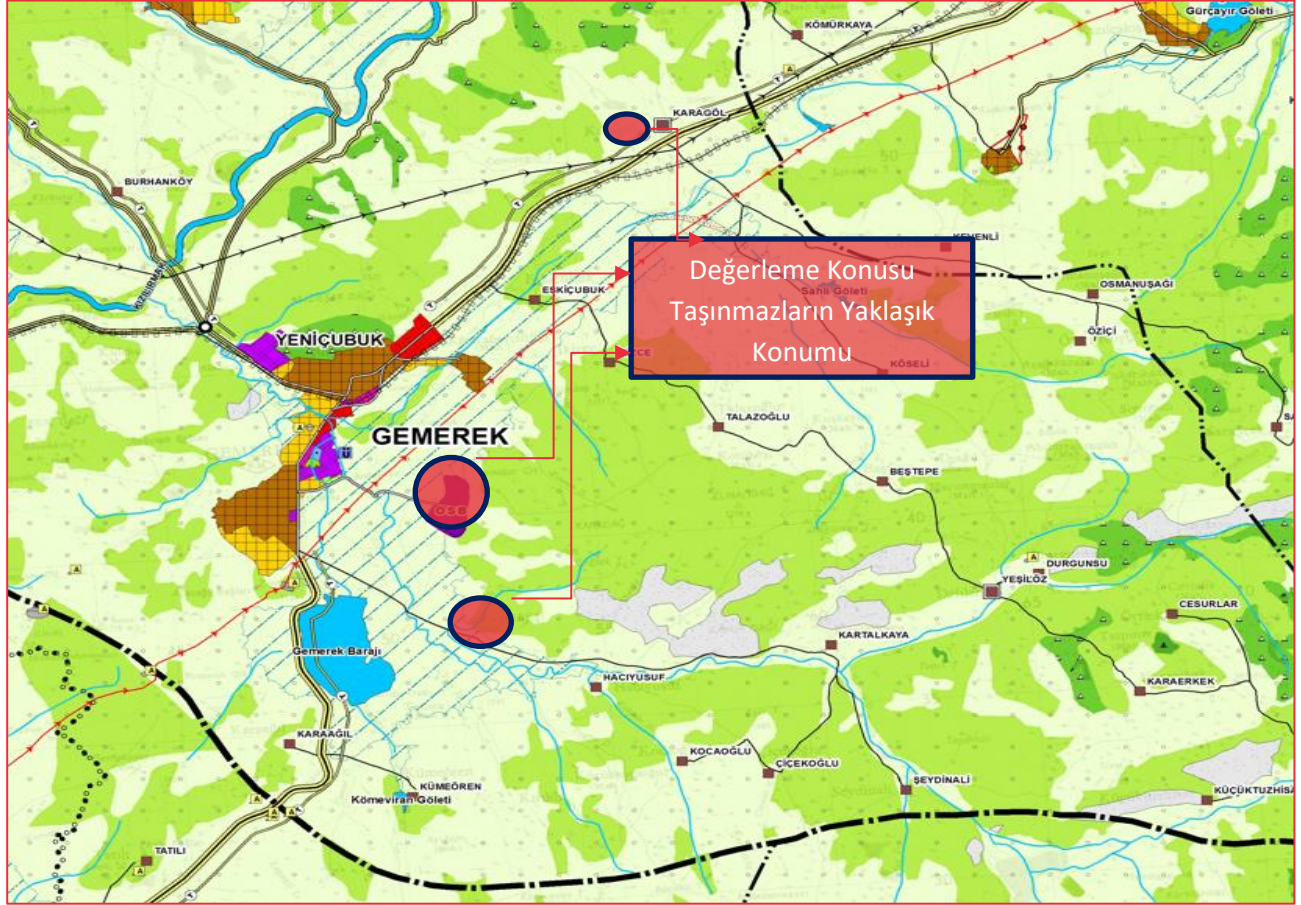 Gürçayır Göleti
KÖMÜRKAYA
KARAGÖL
BURHANKÖY
KEVENLİ
Değerleme Konusu
Taşınmazların Yaklaşık
Konumu
Sahlı Göleti
ESKİÇUBUK
OSMANUŞAĞI
ÖZİÇİ
YENİÇUBUK
KÖSELİ
TALAZOĞLU
GEMEREK
BEŞTEPE
OSB
DURGUNSU
YEŞİLÖZ
CESURLAR
KARTALKAYA
Gemerek Barajı
HACIYUSUF
KARAERKEK
KARAAĞIL
KOCAOĞLU
ÇİÇEKOĞLU
ŞEYDİNALİ
KÜMEÖREN
Kömeviran Göleti
KÜÇÜKTUZHİSA
TATILI